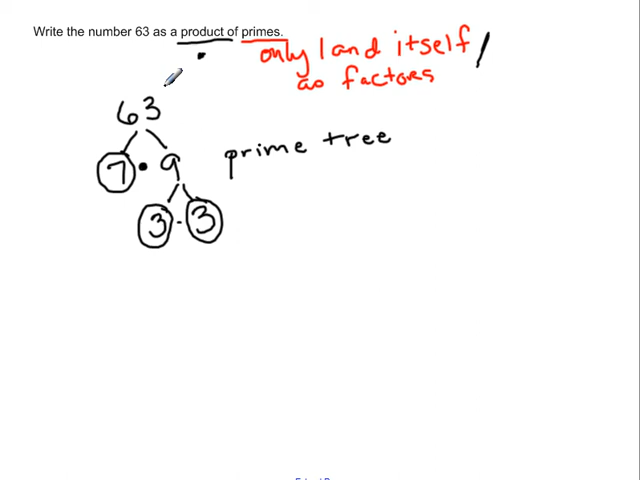 Write the number 63 as a product of primes.
only 1 and itself
as factors
63
7 • 9
prime tree
3 · 3